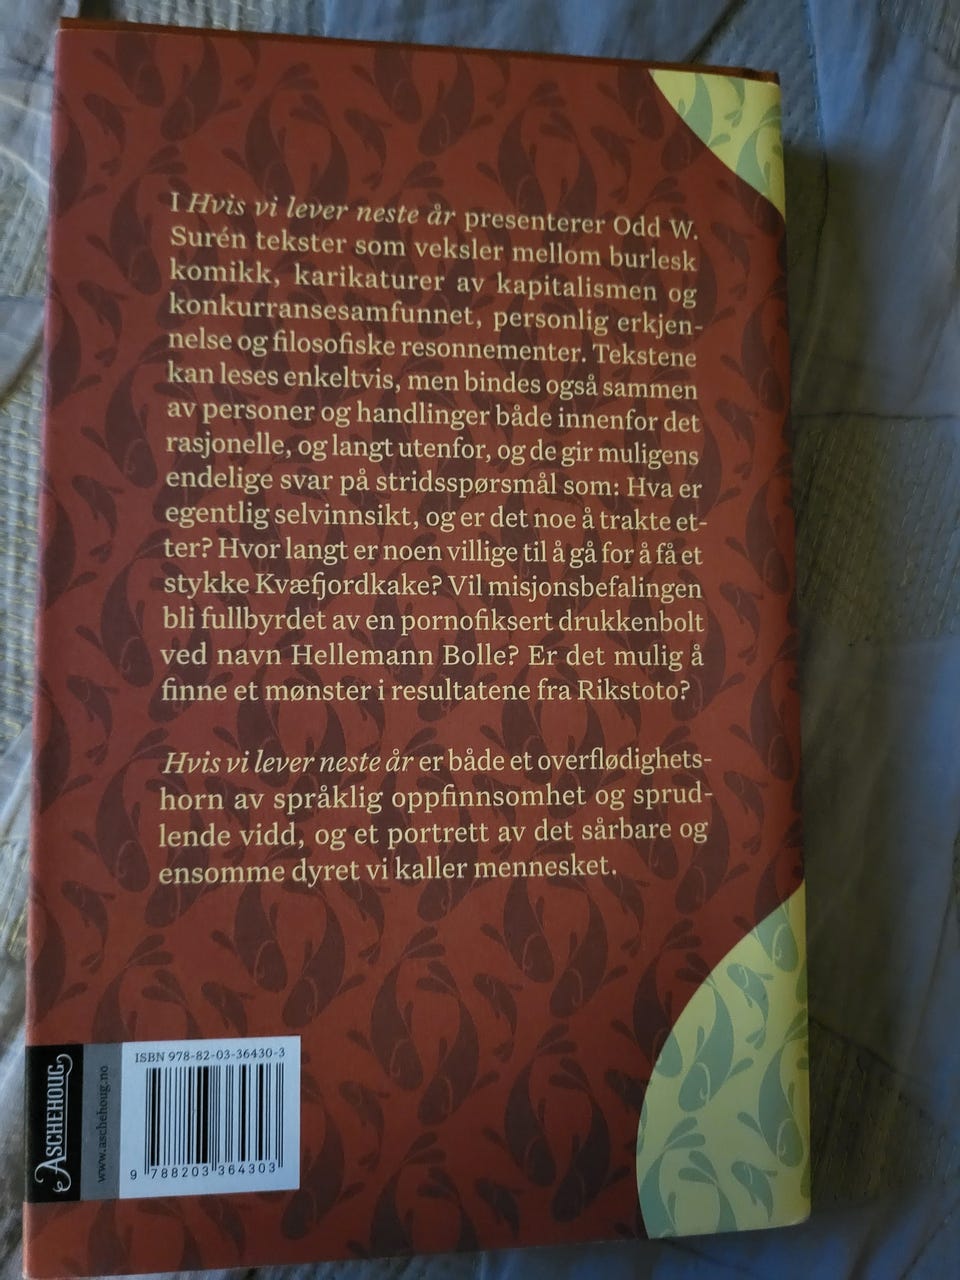 I Hvis vi lever neste år presenterer Odd W.
Surén tekster som veksler mellom burlesk
komikk, karikaturer av kapitalismen og
konkurransesamfunnet, personlig erkjen-
nelse og filosofiske resonnementer. Tekstene
kan leses enkeltvis, men bindes også sammen
av personer og handlinger både innenfor det
rasjonelle, og langt utenfor, og de gir muligens
endelige svar på stridsspørsmål som: Hva er
egentlig selvinnsikt, og er det noe å trakte et-
ter? Hvor langt er noen villige til å gå for å få et
stykke Kvæfjordkake? Vil misjonsbefalingen
bli fullbyrdet av en pornofiksert drukkenbolt
ved navn Hellemann Bolle? Er det mulig å
finne et mønster i resultatene fra Rikstoto?
Hvis vi lever neste år er både et overflødighets-
horn av språklig oppfinnsomhet og sprud-
lende vidd, og et portrett av det sårbare og
ensomme dyret vi kaller mennesket.
ASCHEHOUG
www.aschehoug.no
ISBN 978-82-03-36430-3
9 788203 364303